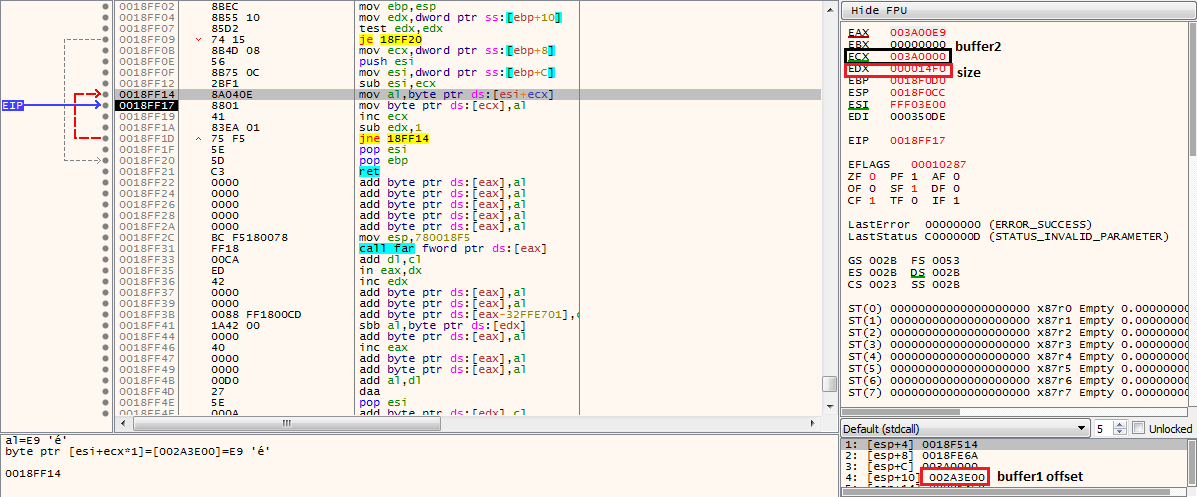 0018FF02 8BEC mov ebp,esp
0018FF04 8B55 10 mov edx,dword ptr ss:[ebp+10]
0018FF07 85D2 test edx,edx
0018FF09 74 15 je 18FF20
0018FF0B 8B4D 08 mov ecx,dword ptr ss:[ebp+8]
0018FF0E 56 push esi
0018FF0F 8B75 0C mov esi,dword ptr ss:[ebp+C]
0018FF12 2BF1 sub esi,ecx
0018FF14 8A040E mov al,byte ptr ds:[esi+ecx]
EIP 0018FF17 8801 mov byte ptr ds:[ecx],al
0018FF19 41 inc ecx
0018FF1A 83EA 01 sub edx,1
0018FF1D 75 F5 jne 18FF14
0018FF1F 5E pop esi
0018FF20 5D pop ebp
0018FF21 C3 ret
0018FF22 0000 add byte ptr ds:[eax],al
0018FF24 0000 add byte ptr ds:[eax],al
0018FF26 0000 add byte ptr ds:[eax],al
0018FF28 0000 add byte ptr ds:[eax],al
0018FF2A 0000 add byte ptr ds:[eax],al
0018FF2C BC F5180078 mov esp,780018F5
0018FF31 FF18 call far fword ptr ds:[eax]
0018FF33 00CA add dl,cl
0018FF35 ED in eax,dx
0018FF36 42 inc edx
0018FF37 0000 add byte ptr ds:[eax],al
0018FF39 0000 add byte ptr ds:[eax],al
0018FF3B 0088 FF1800CD add byte ptr ds:[eax-32FFE701],c
0018FF41 1A42 00 sbb al,byte ptr ds:[edx]
0018FF44 0000 add byte ptr ds:[eax],al
0018FF46 40 inc eax
0018FF47 0000 add byte ptr ds:[eax],al
0018FF49 0000 add byte ptr ds:[eax],al
0018FF4B 00D0 add al,dl
0018FF4D 27 daa
0018FF4E 5E pop esi
0018FF4F 000A add byte ptr ds:[edx],cl
al=E9 'é'
byte ptr [esi+ecx*1]=[002A3E00]=E9 'é'
0018FF14
Hide FPU
EAX 003A00E9
EBX 00000000 buffer2
ECX 003A0000
EDX 000014F0 size
EBP 0018F0D0
ESP 0018F0CC
ESI FFF03E00
EDI 000350DE
EIP 0018FF17
EFLAGS 00010287
ZF 0 PF 1 AF 0
OF 0 SF 1 DF 0
CF 1 TF 0 IF 1
LastError 00000000 (ERROR_SUCCESS)
LastStatus C000000D (STATUS_INVALID_PARAMETER)
GS 002B FS 0053
ES 002B DS 002B
CS 0023 SS 002B
ST(0) 00000000000000000000 x87r0 Empty 0.00000000
ST(1) 00000000000000000000 x87r1 Empty 0.00000000
ST(2) 00000000000000000000 x87r2 Empty 0.00000000
ST(3) 00000000000000000000 x87r3 Empty 0.00000000
ST(4) 00000000000000000000 x87r4 Empty 0.00000000
ST(5) 00000000000000000000 x87r5 Empty 0.00000000
ST(6) 00000000000000000000 x87r6 Empty 0.00000000
ST(7) 00000000000000000000 x87r7 Empty 0.00000000
Default (stdcall) 5 Unlocked
1: [esp+4] 0018F514
2: [esp+8] 0018FE6A
3: [esp+C] 003A0000
4: [esp+10] 002A3E00 buffer1 offset